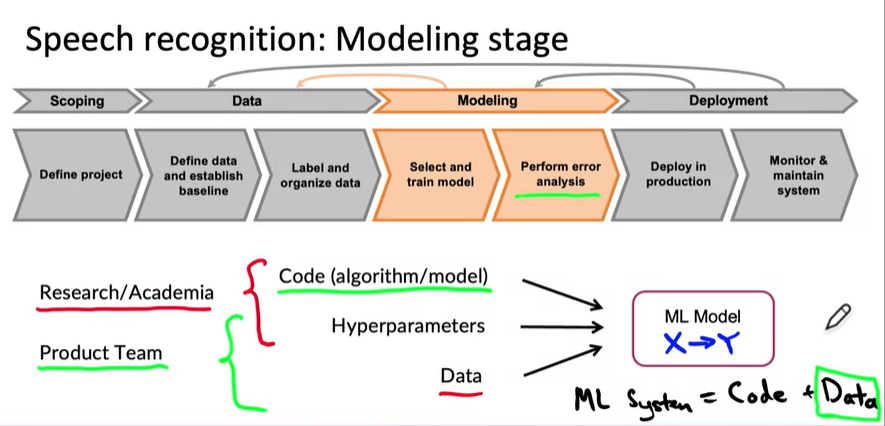 Speech recognition: Modeling stage
Scoping
Data
Modeling
Deployment
Define project
Define data
and establish
baseline
Label and
organize data
Select and
train model
Perform error
analysis
Deploy in
production
Monitor &
maintain
system
Research/Academia
Product Team
Code (algorithm/model)
Hyperparameters
Data
ML Model
X→Y
ML System = Code + Data